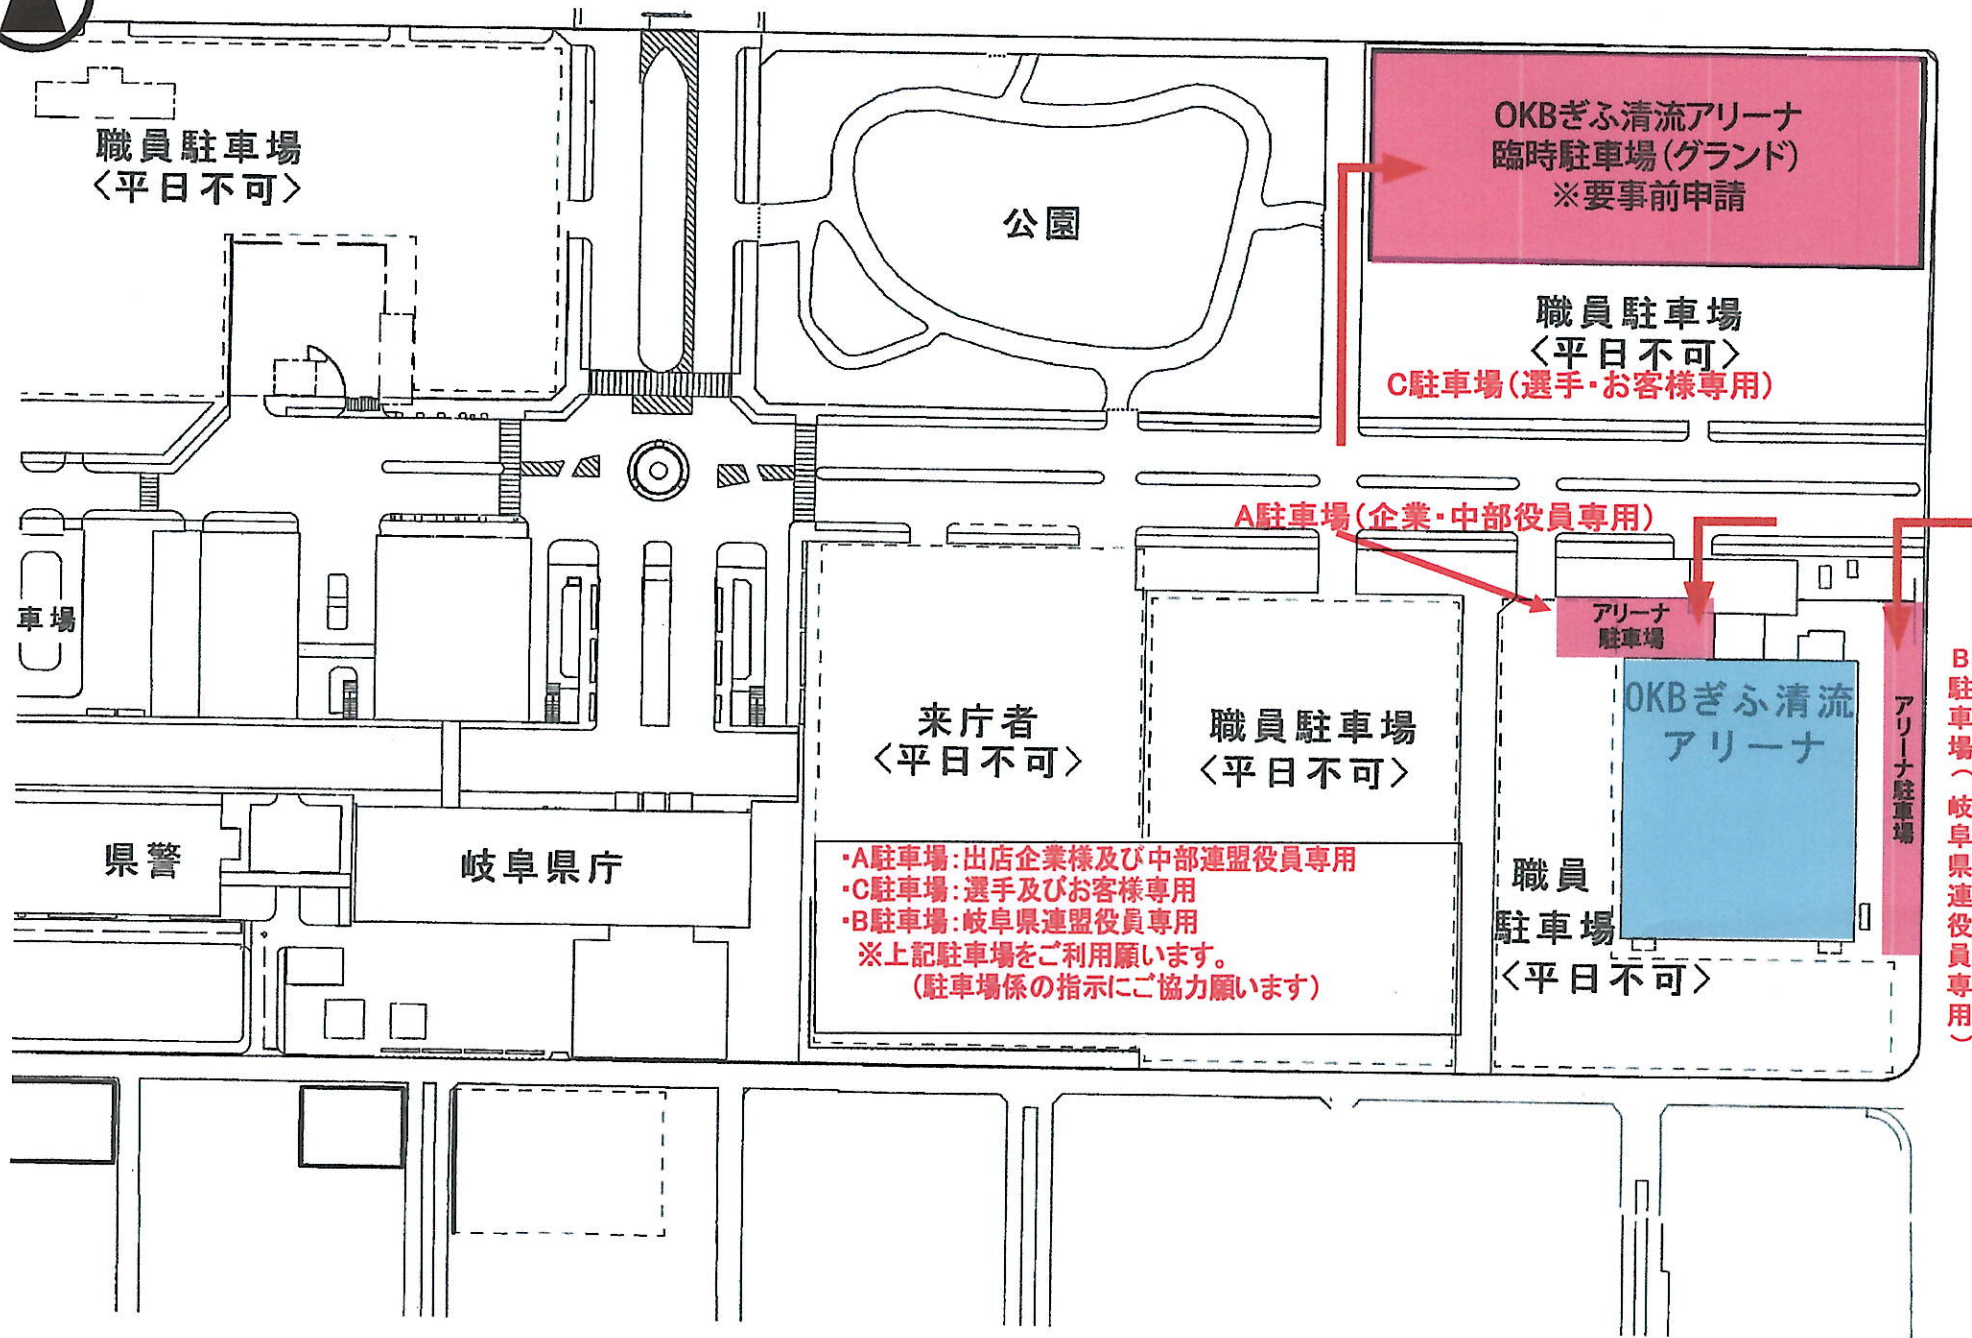 職員駐車場
〈平日不可〉
公園
OKBぎふ清流アリーナ
臨時駐車場(グランド)
※要事前申請
職員駐車場
〈平日不可〉
C駐車場(選手・お客様専用)
A駐車場(企業・中部役員専用)
アリーナ
駐車場
車場
来庁者
〈平日不可〉
職員駐車場
〈平日不可〉
OKBぎふ清流
アリーナ
アリーナ駐車場
B駐車場(岐阜県連役員専用)
県警
岐阜県庁
・A駐車場:出店企業様及び中部連盟役員専用
・C駐車場:選手及びお客様専用
・B駐車場:岐阜県連盟役員専用
※上記駐車場をご利用願います。
(駐車場係の指示にご協力願います)
職員
駐車場
〈平日不可〉